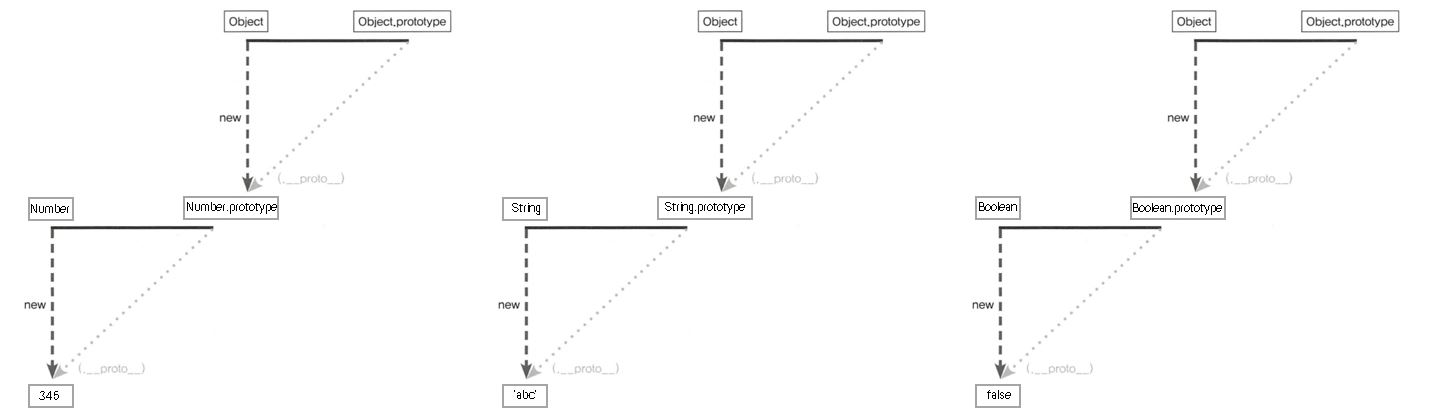 Object Object.prototype Object Object.prototype Object Object.prototype
new new new
(.__proto__) (.__proto__) (.__proto__)
Number Number.prototype String String.prototype Boolean Boolean.prototype
new new new
(.__proto__) (.__proto__) (.__proto__)
345 'abc' false